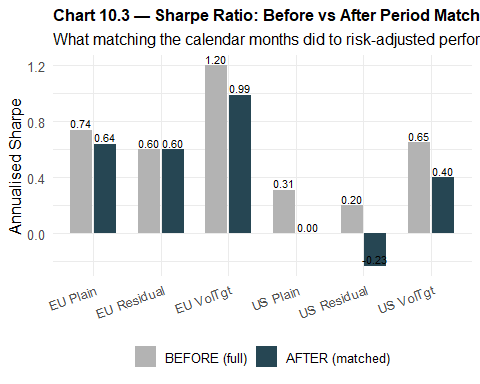 Chart 10.3 — Sharpe Ratio: Before vs After Period Match
What matching the calendar months did to risk-adjusted perfor
Annualised Sharpe
1.2
0.8
0.4
0.0
0.74
0.64
0.60
0.60
1.20
0.99
0.31
0.00
0.20
-0.23
0.65
0.40
EU Plain
EU Residual
EU VolTgt
US Plain
US Residual
US VolTgt
BEFORE (full)
AFTER (matched)